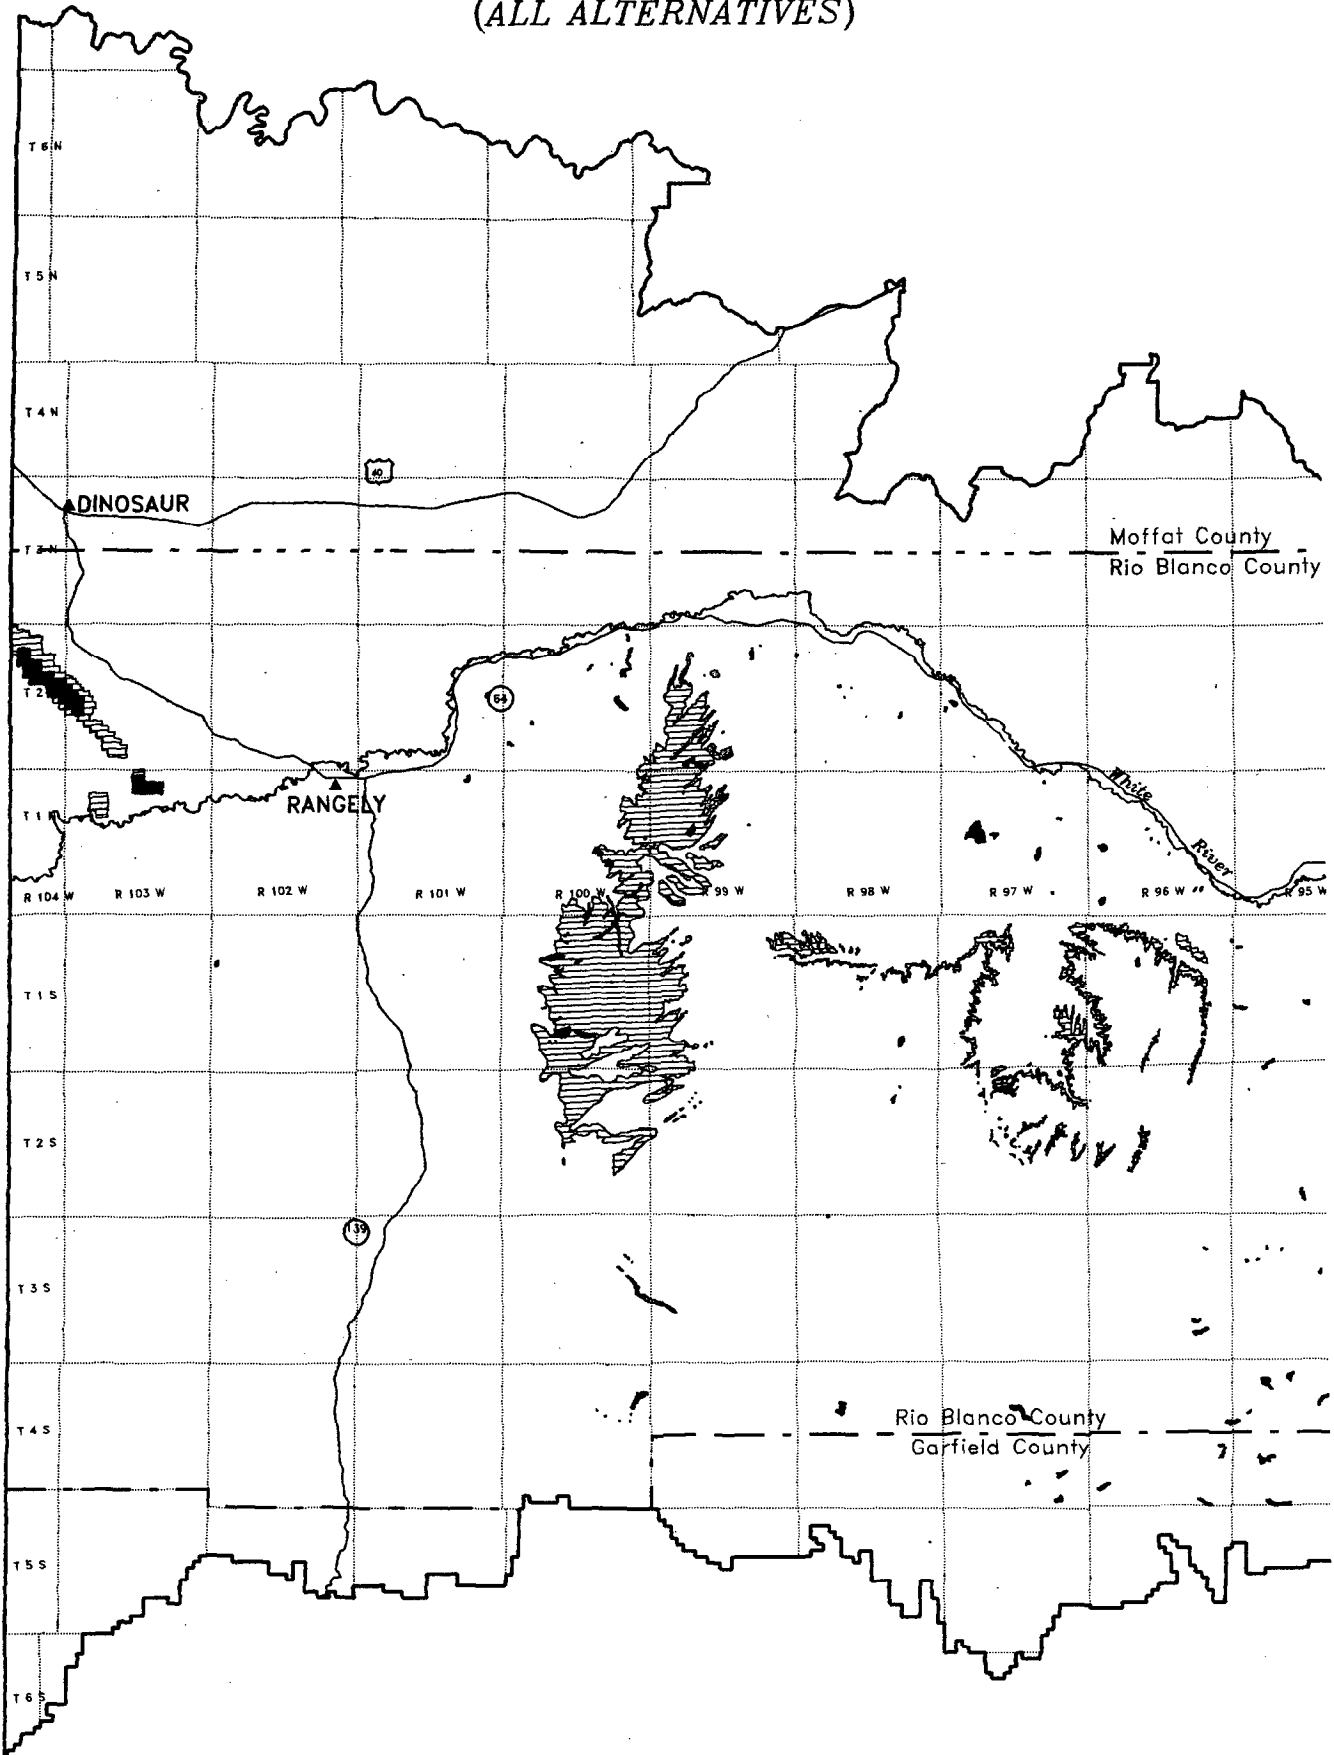 (ALL ALTERNATIVES)
T 6 N
T 5 N
T 4 N
40
DINOSAUR
T 3 N
Moffat County
Rio Blanco County
T 2
64
RANGELY
White
River
T 1 N
R 104 W R 103 W R 102 W R 101 W R 100 W R 99 W R 98 W R 97 W R 96 W R 95 W
T 1 S
T 2 S
139
T 3 S
T 4 S
Rio Blanco County
Garfield County
T 5 S
T 6 S